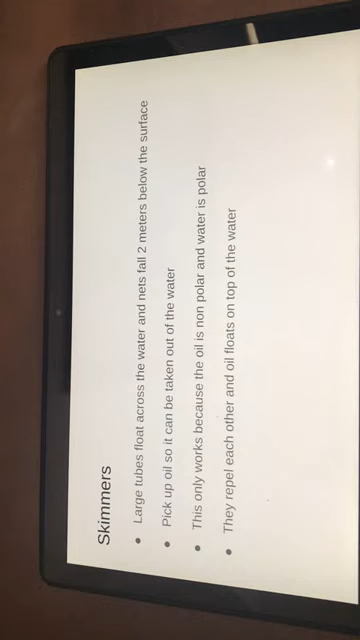 Skimmers
● Large tubes float across the water and nets fall 2 meters below the surface
● Pick up oil so it can be taken out of the water
● This only works because the oil is non polar and water is polar
● They repel each other and oil floats on top of the water